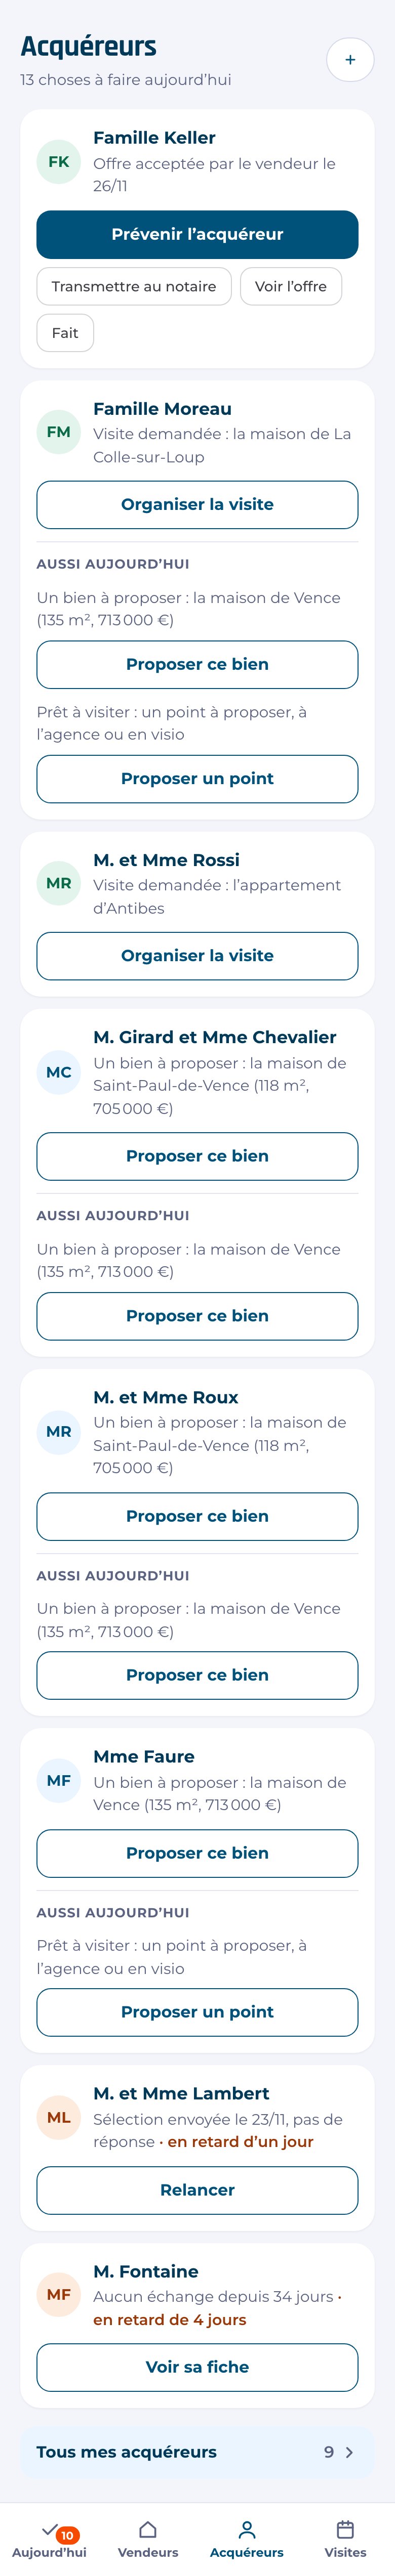 Acquéreurs
13 choses à faire aujourd’hui
+
FK
Famille Keller
Offre acceptée par le vendeur le
26/11
Prévenir l’acquéreur
Transmettre au notaire
Voir l’offre
Fait
FM
Famille Moreau
Visite demandée : la maison de La
Colle-sur-Loup
Organiser la visite
AUSSI AUJOURD’HUI
Un bien à proposer : la maison de Vence
(135 m², 713 000 €)
Proposer ce bien
Prêt à visiter : un point à proposer, à
l’agence ou en visio
Proposer un point
MR
M. et Mme Rossi
Visite demandée : l’appartement
d’Antibes
Organiser la visite
MC
M. Girard et Mme Chevalier
Un bien à proposer : la maison de
Saint-Paul-de-Vence (118 m²,
705 000 €)
Proposer ce bien
AUSSI AUJOURD’HUI
Un bien à proposer : la maison de Vence
(135 m², 713 000 €)
Proposer ce bien
MR
M. et Mme Roux
Un bien à proposer : la maison de
Saint-Paul-de-Vence (118 m²,
705 000 €)
Proposer ce bien
AUSSI AUJOURD’HUI
Un bien à proposer : la maison de Vence
(135 m², 713 000 €)
Proposer ce bien
MF
Mme Faure
Un bien à proposer : la maison de
Vence (135 m², 713 000 €)
Proposer ce bien
AUSSI AUJOURD’HUI
Prêt à visiter : un point à proposer, à
l’agence ou en visio
Proposer un point
ML
M. et Mme Lambert
Sélection envoyée le 23/11, pas de
réponse · en retard d’un jour
Relancer
MF
M. Fontaine
Aucun échange depuis 34 jours ·
en retard de 4 jours
Voir sa fiche
Tous mes acquéreurs 9
10
Aujourd’hui Vendeurs Acquéreurs Visites